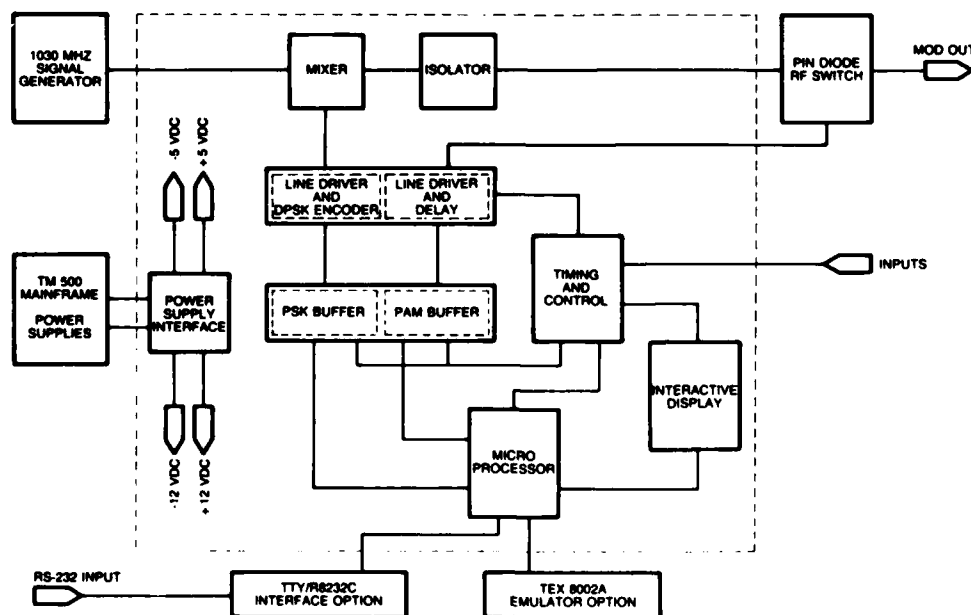 1030 MHZ
SIGNAL
GENERATOR
MIXER
ISOLATOR
PIN DIODE
RF SWITCH
MOD OUT
-5 VDC
+5 VDC
LINE DRIVER
AND
DPSK ENCODER
LINE DRIVER
AND
DELAY
TM 500
MAINFRAME
POWER
SUPPLIES
POWER
SUPPLY
INTERFACE
PSK BUFFER
PAM BUFFER
TIMING
AND
CONTROL
INPUTS
INTERACTIVE
DISPLAY
MICRO
PROCESSOR
-12 VDC
+12 VDC
RS-232 INPUT
TTY/R8232C
INTERFACE OPTION
TEX 8002A
EMULATOR OPTION